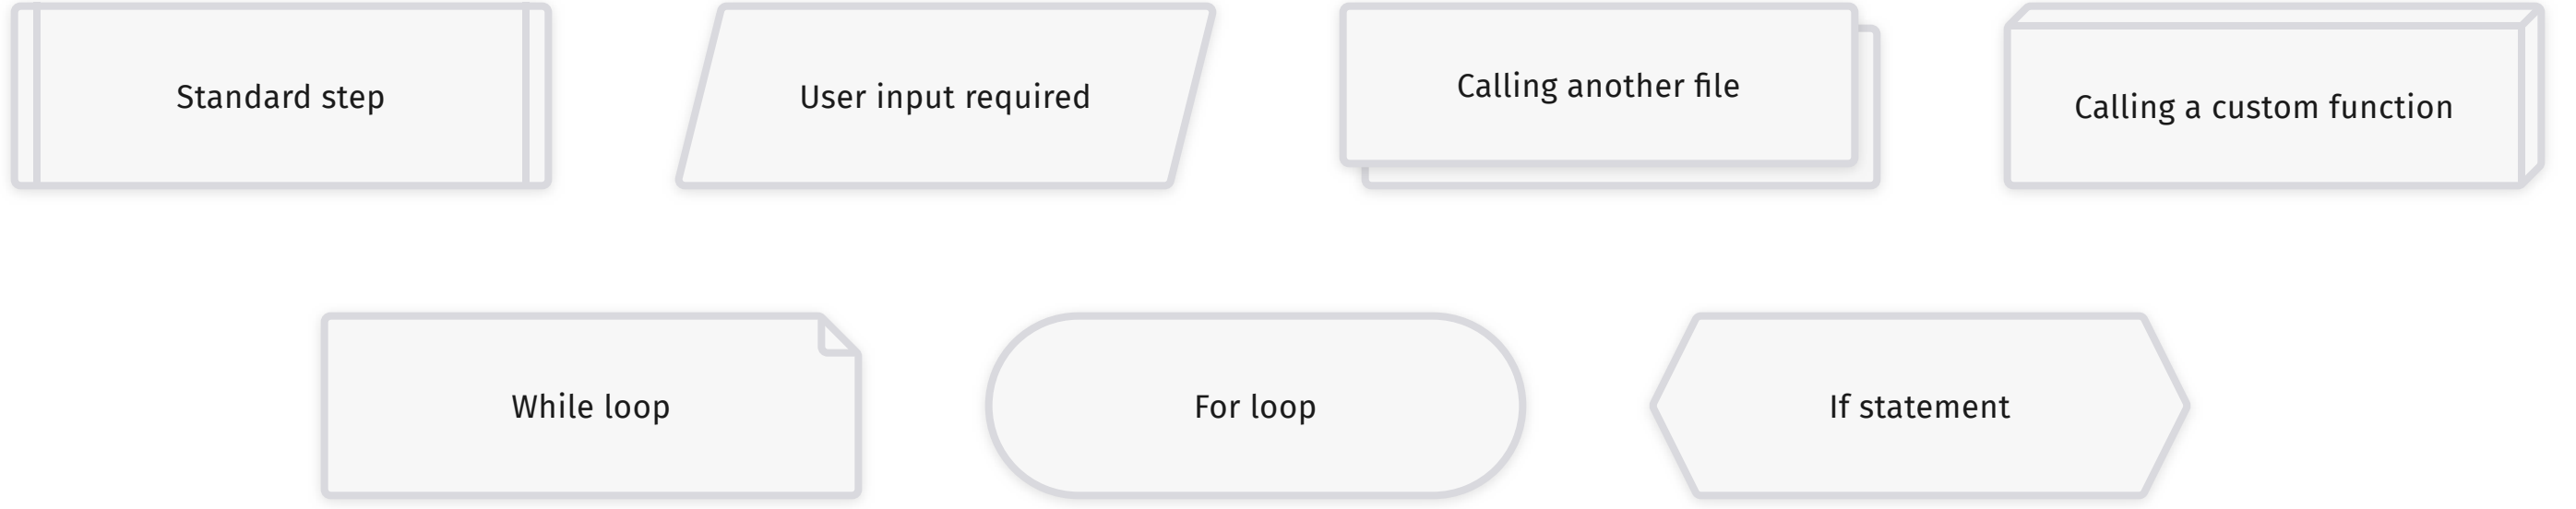 Standard step
User input required
Calling another file
Calling a custom function
While loop
For loop
If statement